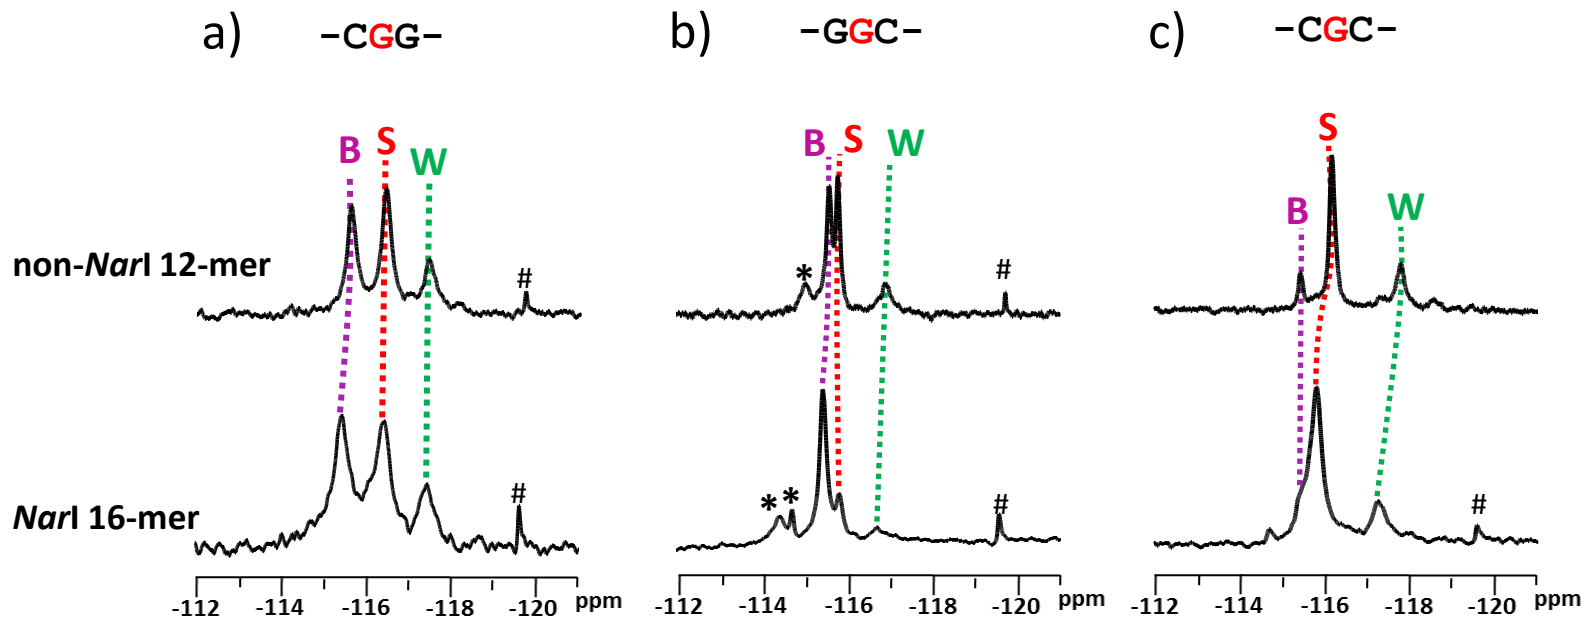 a) –CGG– b) –GGC– c) –CGC–
B S W B S W B S W
non-NarI 12-mer
# * # 
NarI 16-mer
# * * # #
-112 -114 -116 -118 -120 ppm -112 -114 -116 -118 -120 ppm -112 -114 -116 -118 -120 ppm